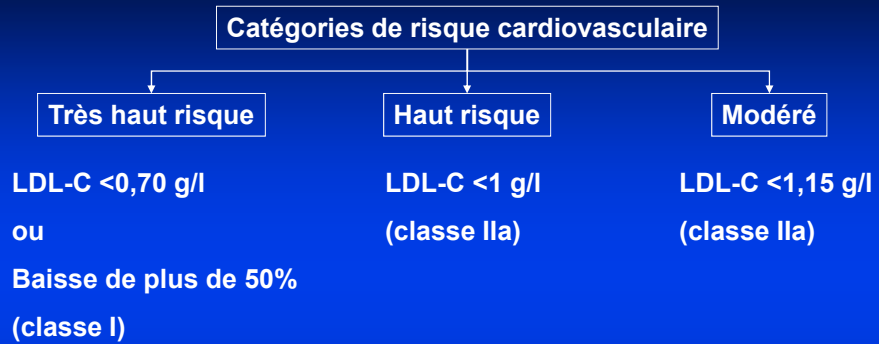 Catégories de risque cardiovasculaire
Très haut risque
Haut risque
Modéré
LDL-C <0,70 g/l
ou
Baisse de plus de 50%
(classe I)
LDL-C <1 g/l
(classe IIa)
LDL-C <1,15 g/l
(classe IIa)